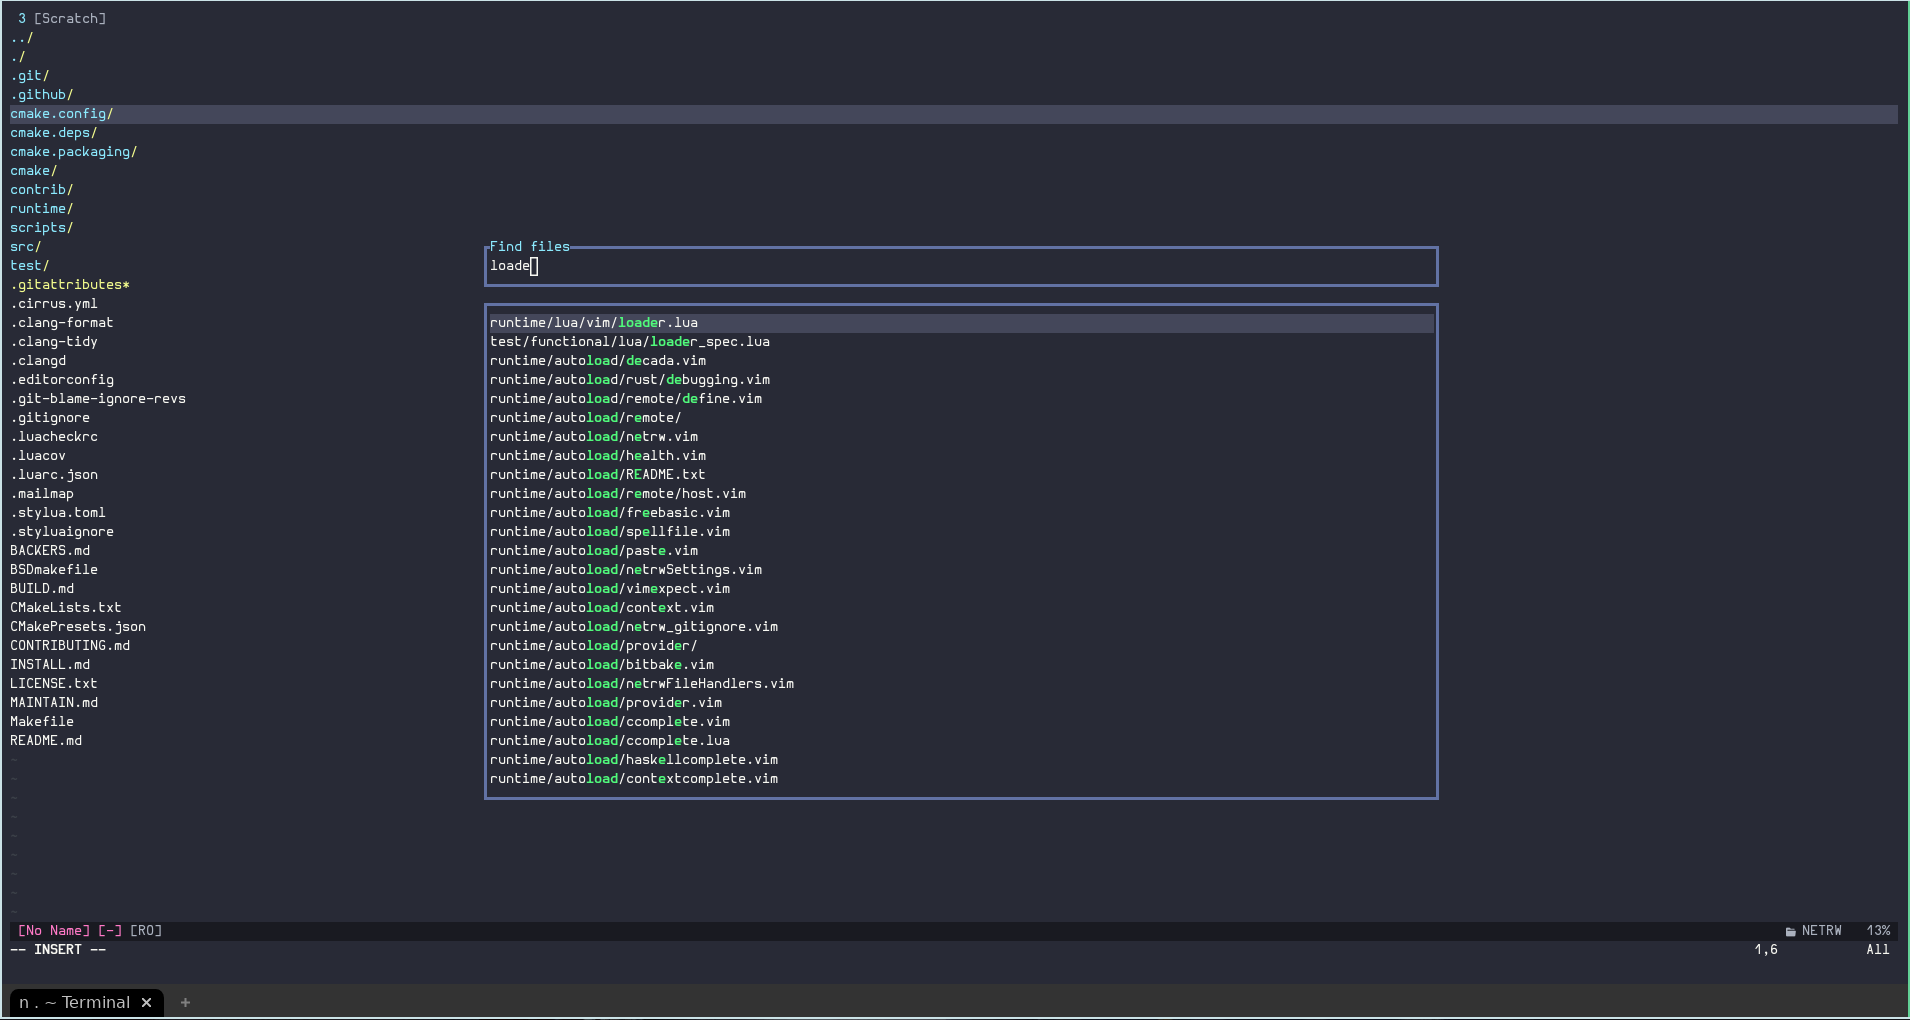 3 [Scratch]
../
./
.git/
.github/
cmake.config/
cmake.deps/
cmake.packaging/
cmake/
contrib/
runtime/
scripts/
src/
test/
.gitattributes*
.cirrus.yml
.clang-format
.clang-tidy
.clangd
.editorconfig
.git-blame-ignore-revs
.gitignore
.luacheckrc
.luacov
.luarc.json
.mailmap
.stylua.toml
.styluaignore
BACKERS.md
BSDmakefile
BUILD.md
CMakeLists.txt
CMakePresets.json
CONTRIBUTING.md
INSTALL.md
LICENSE.txt
MAINTAIN.md
Makefile
README.md
~
~
~
~
~
~
~
~
~
Find files
loade
runtime/lua/vim/loader.lua
test/functional/lua/loader_spec.lua
runtime/autoload/decada.vim
runtime/autoload/rust/debugging.vim
runtime/autoload/remote/define.vim
runtime/autoload/remote/
runtime/autoload/netrw.vim
runtime/autoload/health.vim
runtime/autoload/README.txt
runtime/autoload/remote/host.vim
runtime/autoload/freebasic.vim
runtime/autoload/spellfile.vim
runtime/autoload/paste.vim
runtime/autoload/netrwSettings.vim
runtime/autoload/vimexpect.vim
runtime/autoload/context.vim
runtime/autoload/netrw_gitignore.vim
runtime/autoload/provider/
runtime/autoload/bitbake.vim
runtime/autoload/netrwFileHandlers.vim
runtime/autoload/provider.vim
runtime/autoload/ccomplete.vim
runtime/autoload/ccomplete.lua
runtime/autoload/haskellcomplete.vim
runtime/autoload/contextcomplete.vim
[No Name] [-] [RO] NETRW 13%
-- INSERT -- 1,6 All
n . ~ Terminal ✕ +